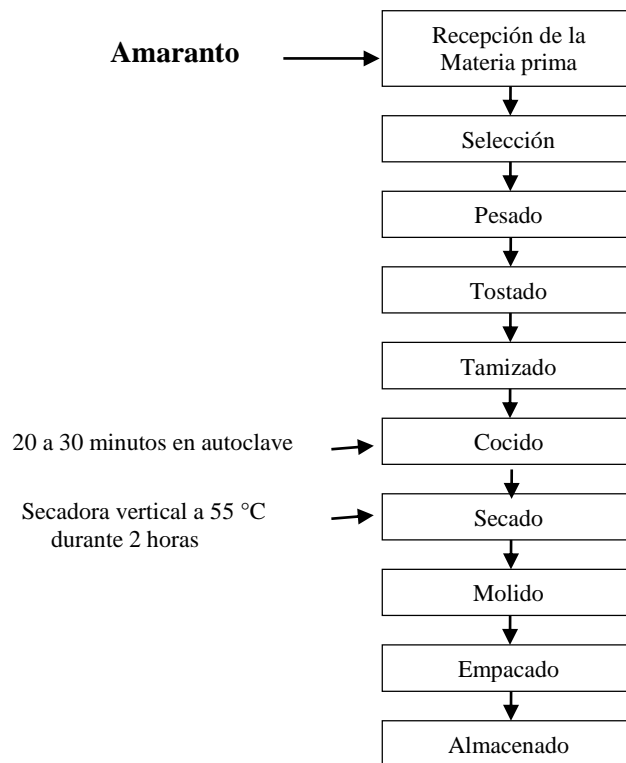 Amaranto
Recepción de la
Materia prima
Selección
Pesado
Tostado
Tamizado
20 a 30 minutos en autoclave
Cocido
Secadora vertical a 55 °C
durante 2 horas
Secado
Molido
Empacado
Almacenado